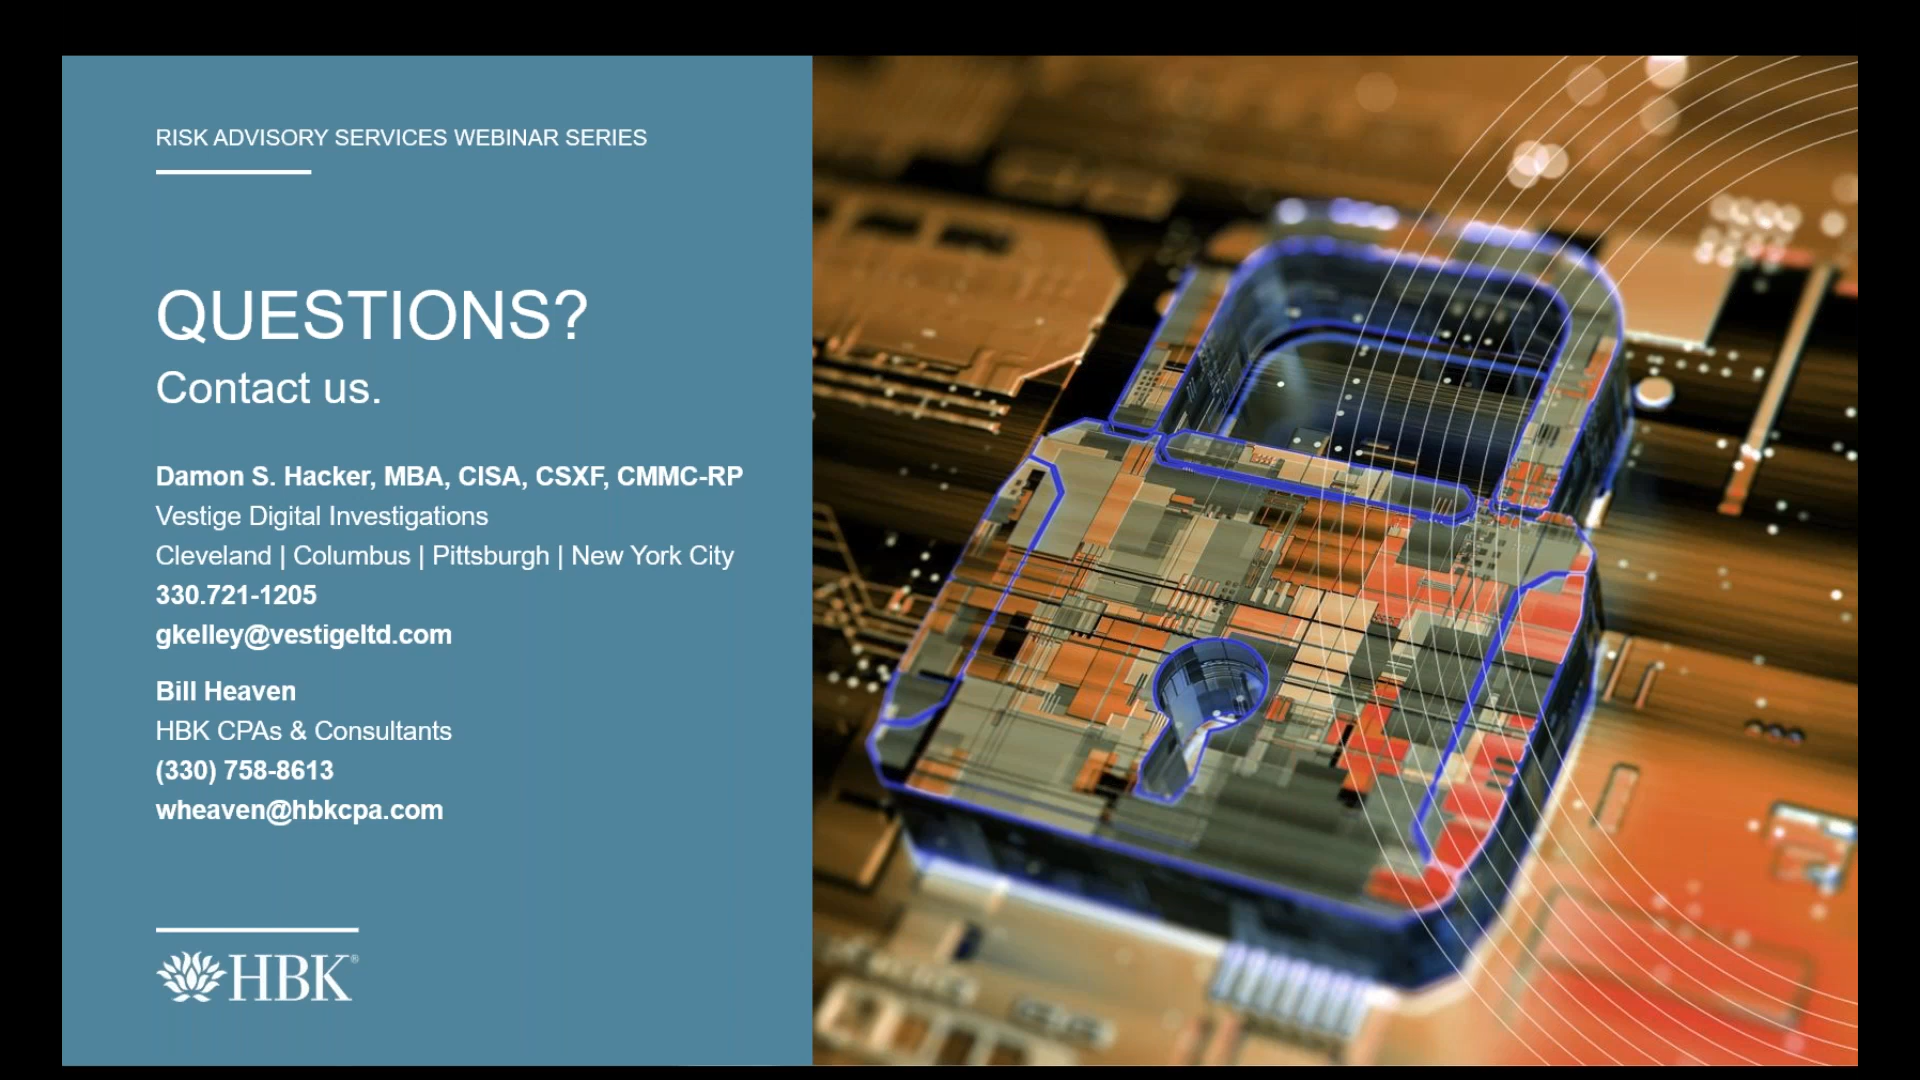 RISK ADVISORY SERVICES WEBINAR SERIES
QUESTIONS?
Contact us.
Damon S. Hacker, MBA, CISA, CSXF, CMMC-RP
Vestige Digital Investigations
Cleveland | Columbus | Pittsburgh | New York City
330.721-1205
gkelley@vestigeltd.com
Bill Heaven
HBK CPAs & Consultants
(330) 758-8613
wheaven@hbkcpa.com
HBK®